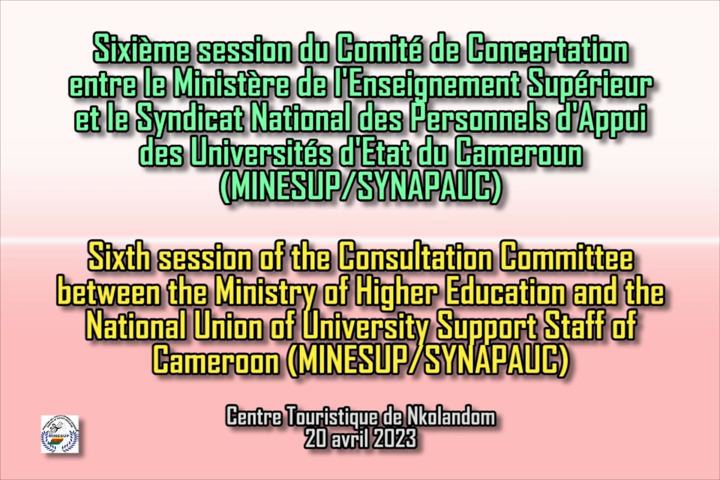 Sixième session du Comité de Concertation
entre le Ministère de l'Enseignement Supérieur
et le Syndicat National des Personnels d'Appui
des Universités d'Etat du Cameroun
(MINESUP/SYNAPAUC)
Sixth session of the Consultation Committee
between the Ministry of Higher Education and the
National Union of University Support Staff of
Cameroon (MINESUP/SYNAPAUC)
Centre Touristique de Nkolandom
20 avril 2023
MINESUP